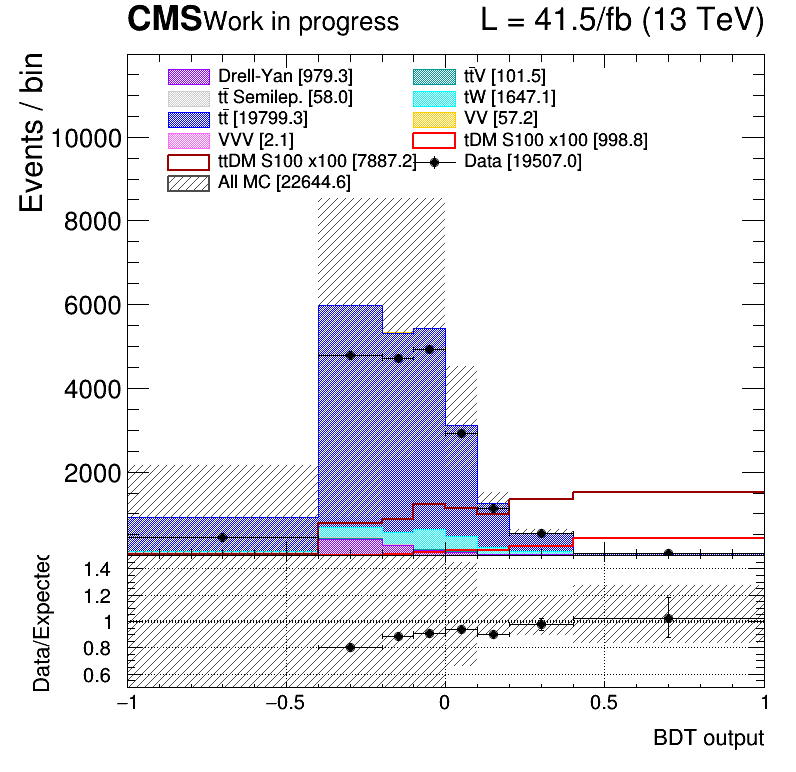 CMS Work in progress L = 41.5/fb (13 TeV)
Events / bin
Drell-Yan [979.3] tt̄V [101.5]
tt̄ Semilep. [58.0] tW [1647.1]
tt̄ [19799.3] VV [57.2]
VVV [2.1] tDM S100 x100 [998.8]
ttDM S100 x100 [7887.2] Data [19507.0]
All MC [22644.6]
10000
8000
6000
4000
2000
Data/Expected
1.4
1.2
1
0.8
0.6
−1 −0.5 0 0.5 1
BDT output